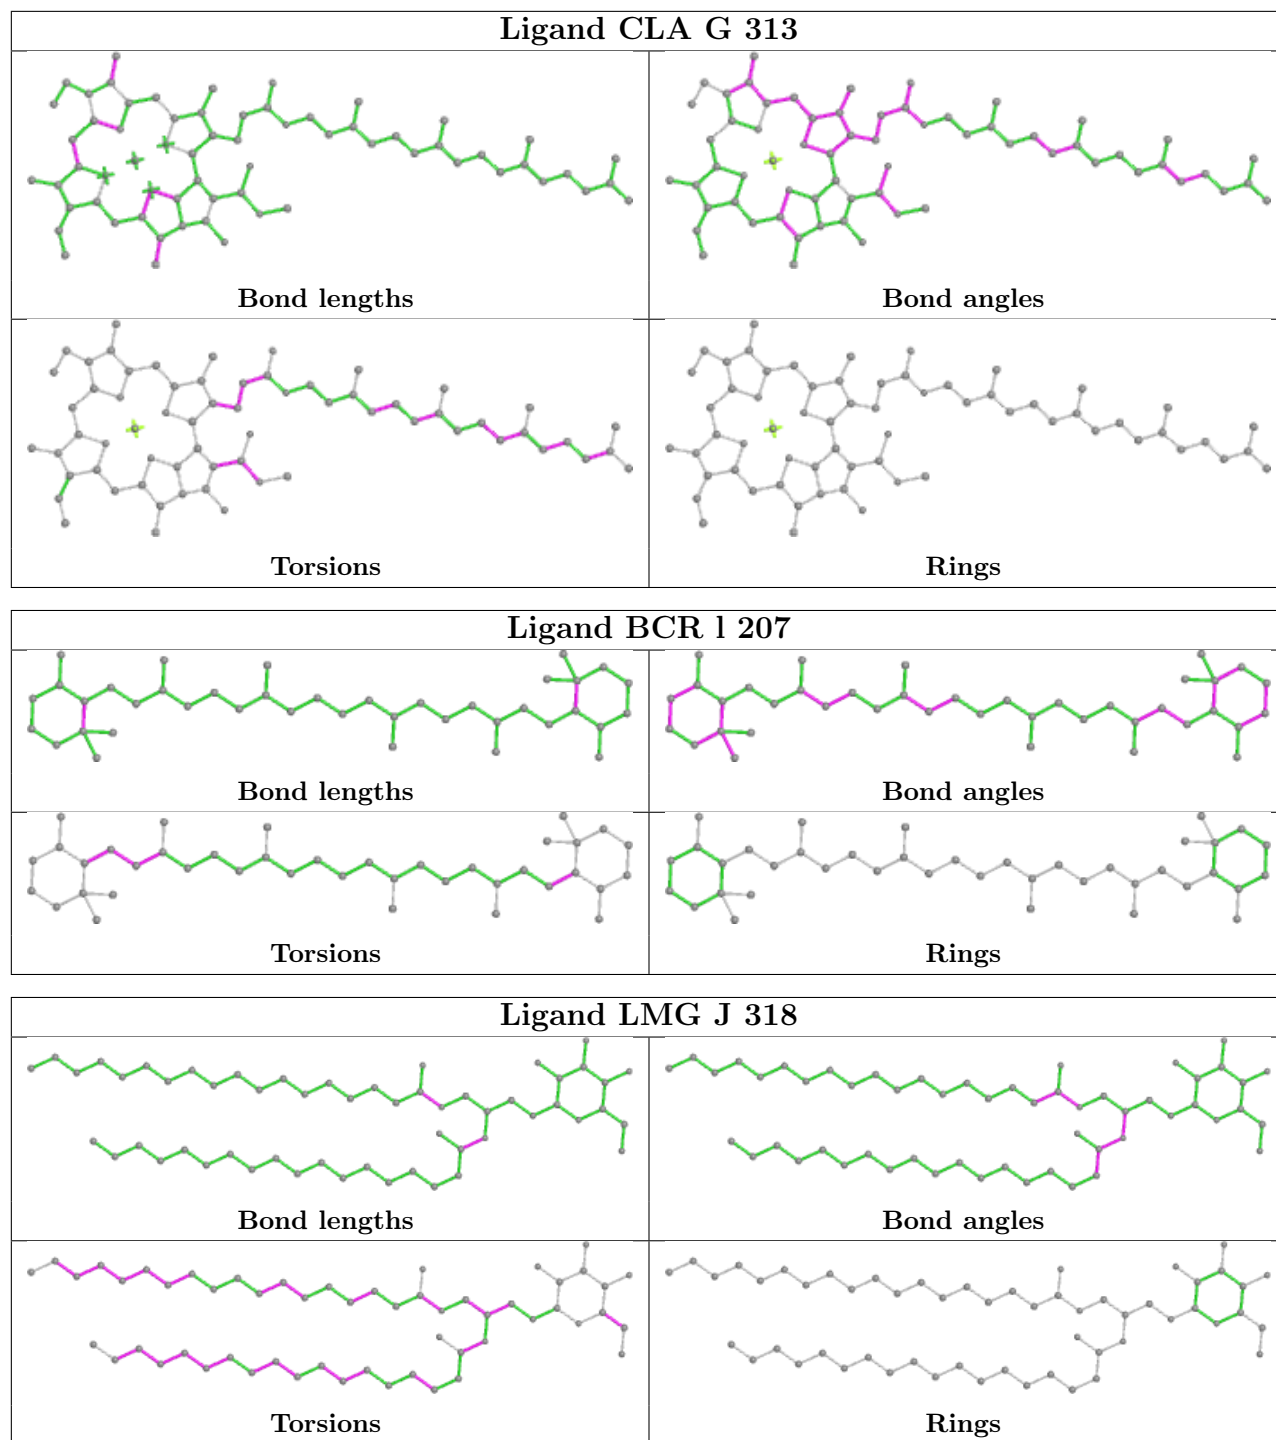 Ligand CLA G 313
Bond lengths
Bond angles
Torsions
Rings
Ligand BCR l 207
Bond lengths
Bond angles
Torsions
Rings
Ligand LMG J 318
Bond lengths
Bond angles
Torsions
Rings